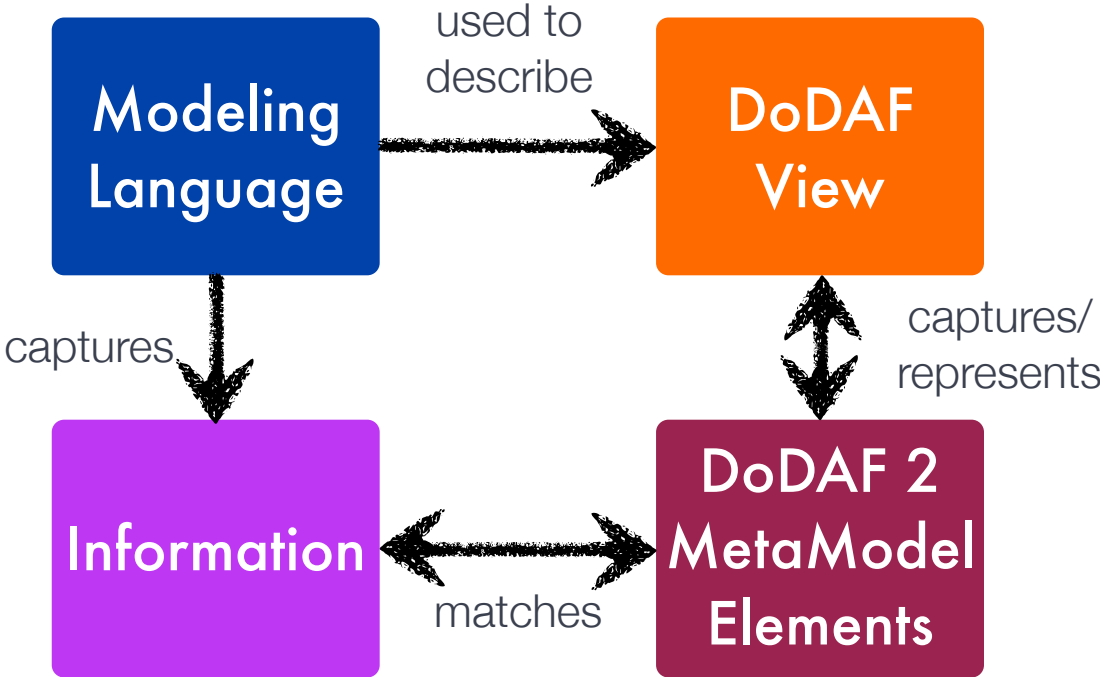 used to
describe
Modeling
Language
DoDAF
View
captures
captures/
represents
Information
matches
DoDAF 2
MetaModel
Elements